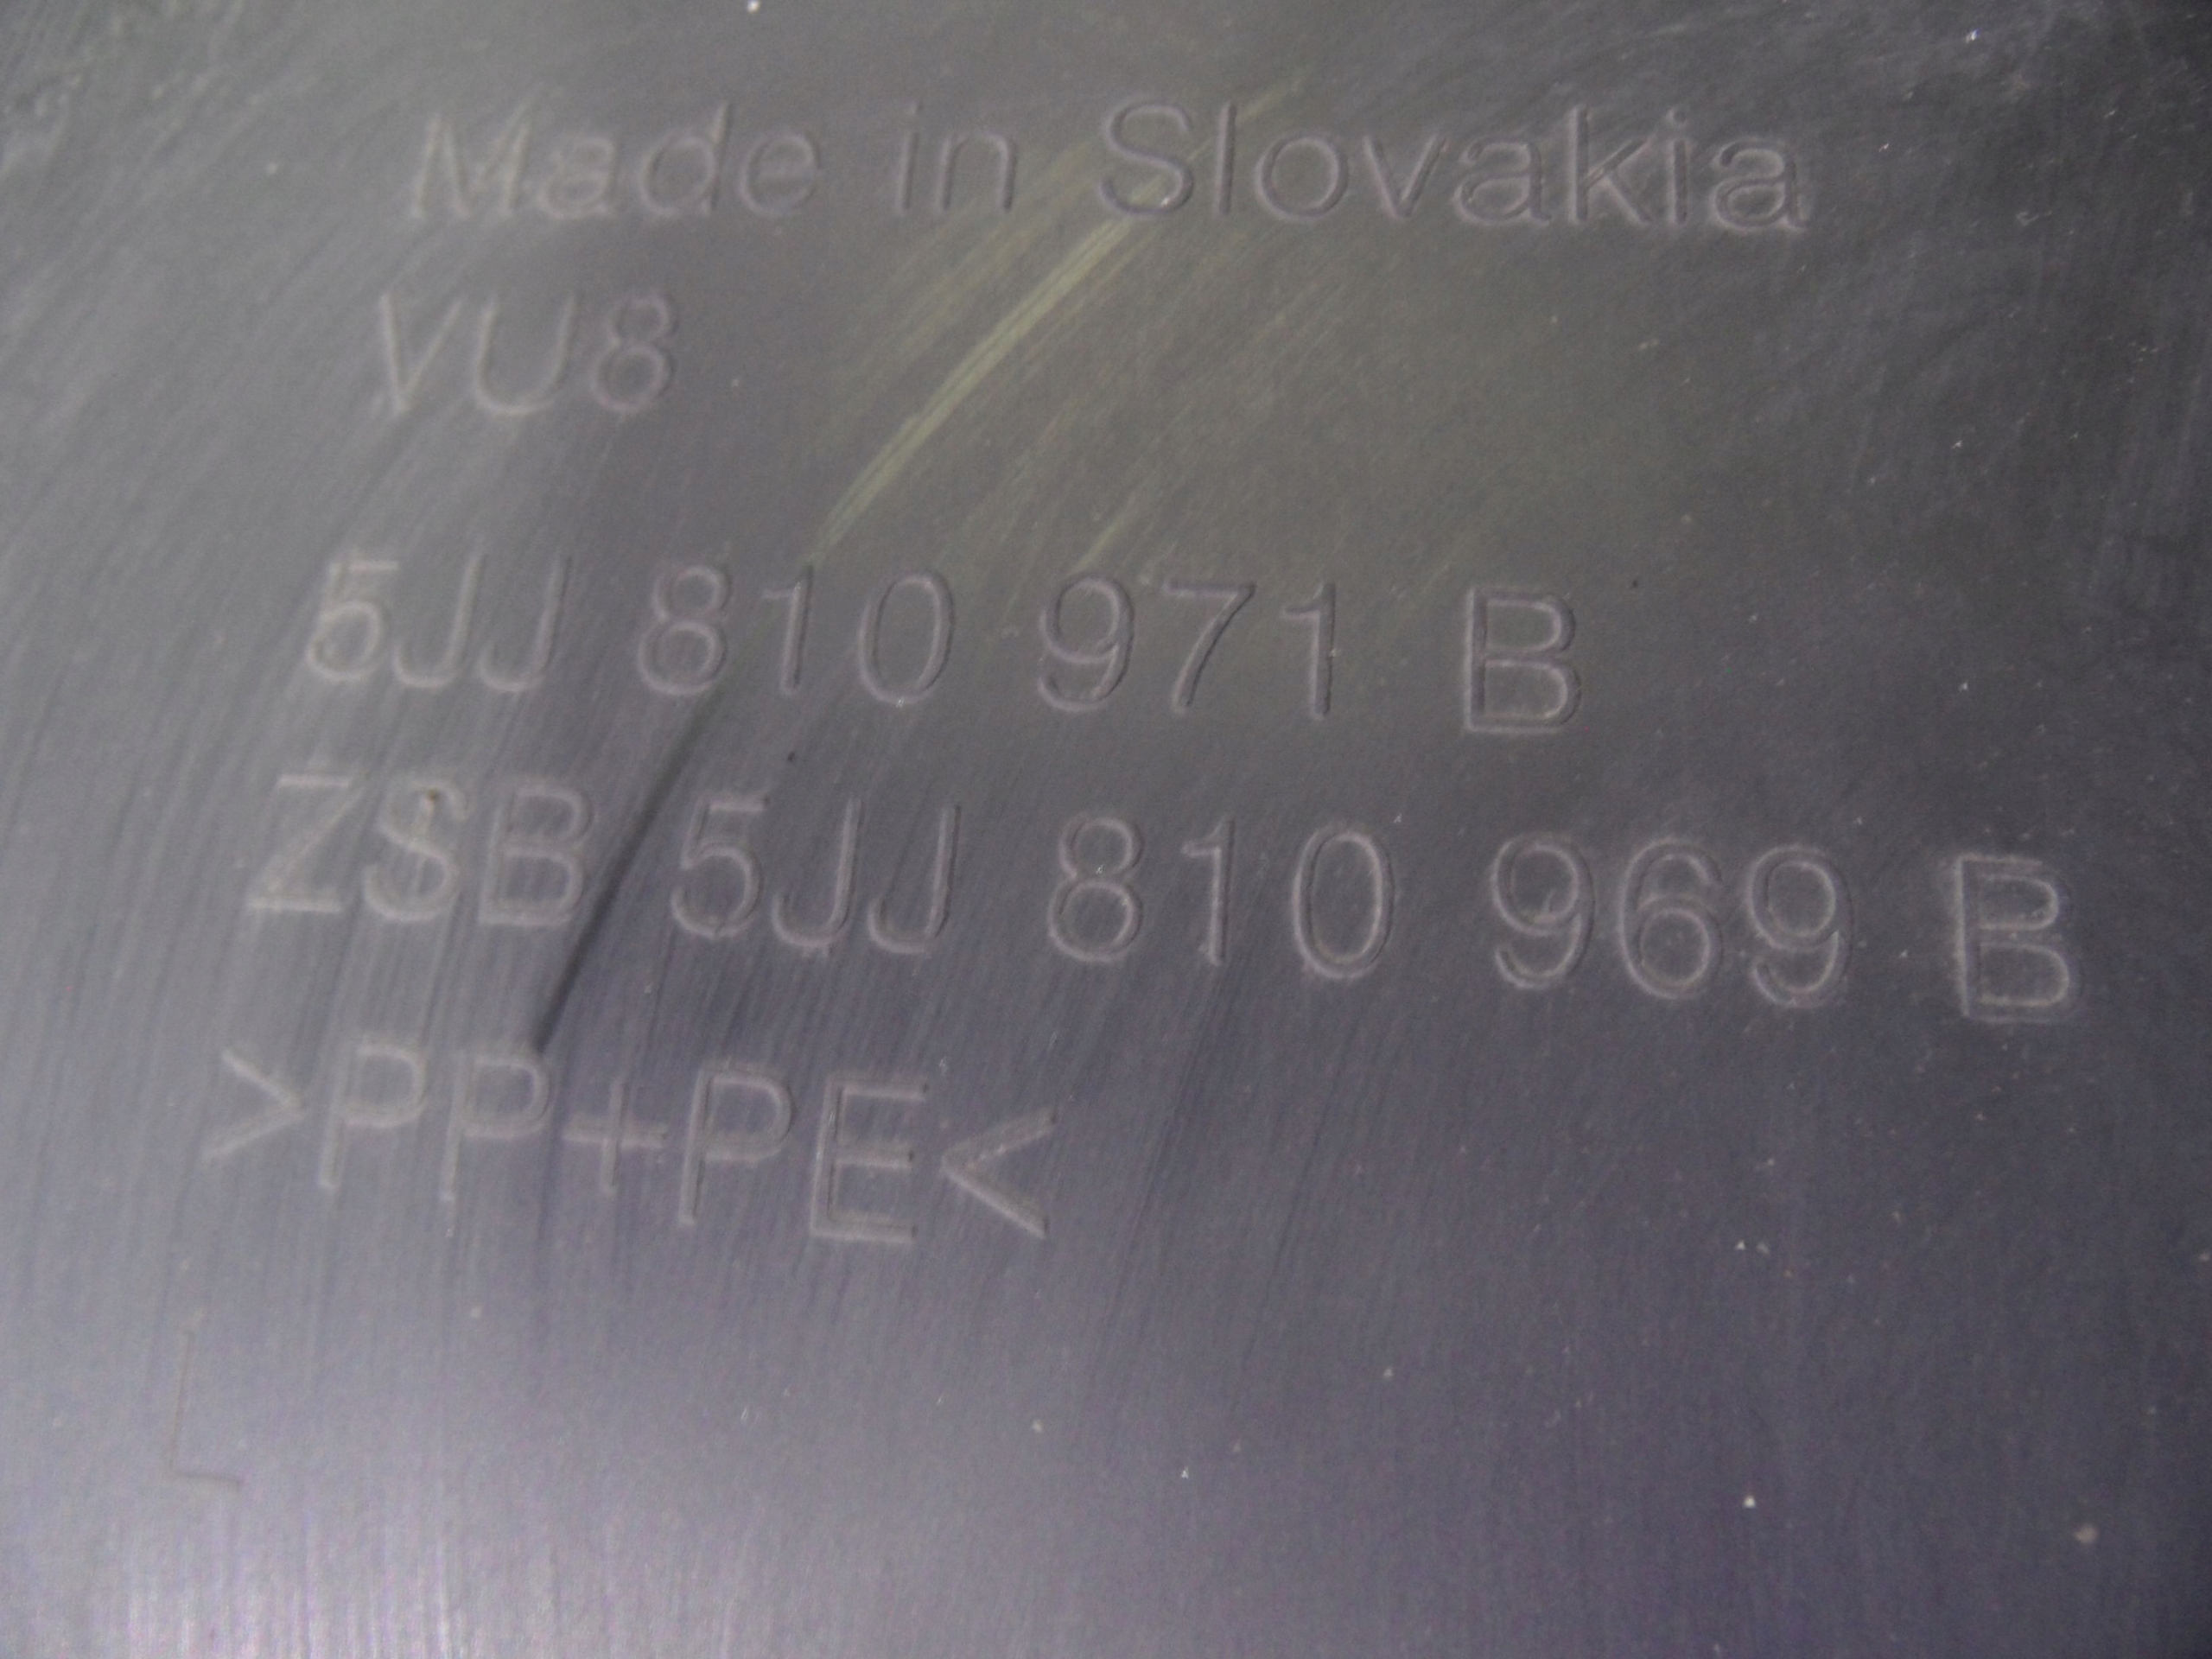 Made in Slovakia
VU8
5JJ 810 971 B
ZSB 5JJ 810 969 B
>PP+PE<